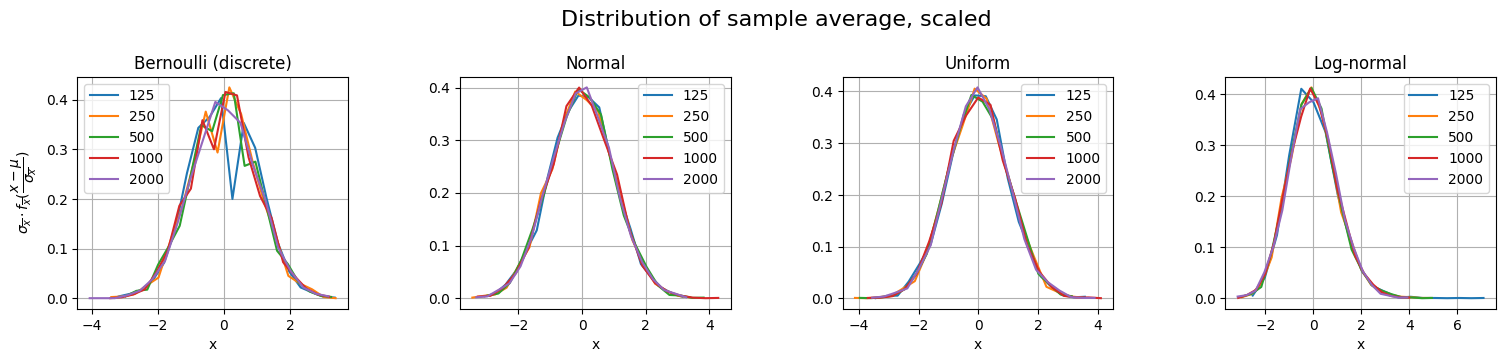 Distribution of sample average, scaled
Bernoulli (discrete)
σ_x̅ · f_x̅(x − μ / σ_x̅)
0.4
0.3
0.2
0.1
0.0
125
250
500
1000
2000
−4 −2 0 2
x
Normal
0.4
0.3
0.2
0.1
0.0
125
250
500
1000
2000
−2 0 2 4
x
Uniform
0.4
0.3
0.2
0.1
0.0
125
250
500
1000
2000
−4 −2 0 2 4
x
Log-normal
0.4
0.3
0.2
0.1
0.0
125
250
500
1000
2000
−2 0 2 4 6
x